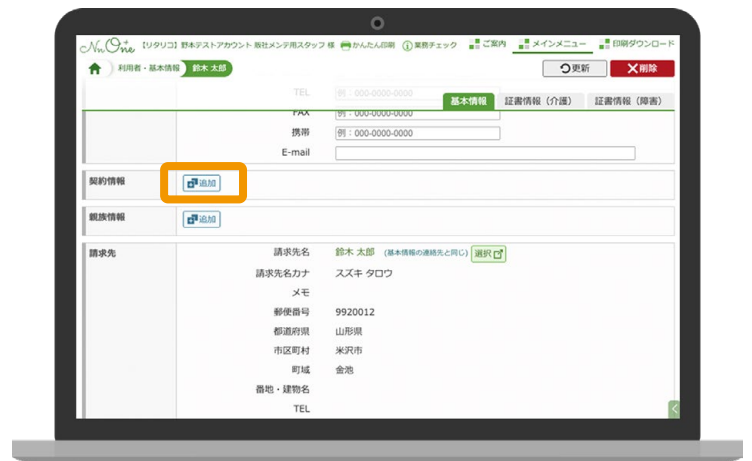 Nu One 【リタリコ】野本テストアカウント 販社メンテ用スタッフ 様 かんたん印刷 業務チェック ご案内 メインメニュー 印刷ダウンロード
利用者・基本情報 鈴木 太郎 更新 削除
TEL 例：000-0000-0000
基本情報 証書情報（介護） 証書情報（障害）
FAX 例：000-0000-0000
携帯 例：000-0000-0000
E-mail
契約情報 追加
親族情報 追加
請求先 請求先名 鈴木 太郎 (基本情報の連絡先と同じ) 選択
請求先名カナ スズキ タロウ
メモ
郵便番号 9920012
都道府県 山形県
市区町村 米沢市
町域 金池
番地・建物名
TEL